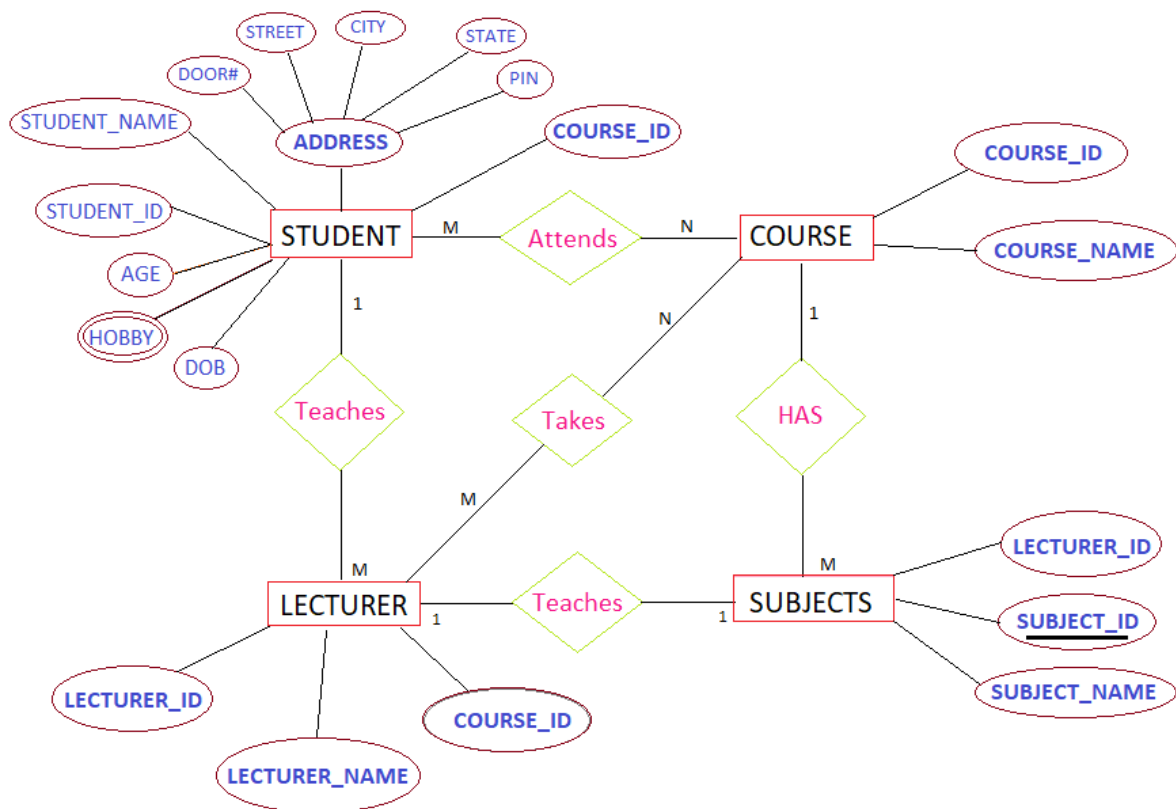 CITY
STREET
STATE
DOOR#
PIN
STUDENT_NAME
ADDRESS
COURSE_ID
COURSE_ID
STUDENT_ID
STUDENT
M
Attends
N
COURSE
COURSE_NAME
AGE
1
N
1
HOBBY
DOB
Teaches
Takes
HAS
M
LECTURER_ID
M
M
LECTURER
1
Teaches
1
SUBJECTS
SUBJECT_ID
SUBJECT_NAME
LECTURER_ID
COURSE_ID
LECTURER_NAME